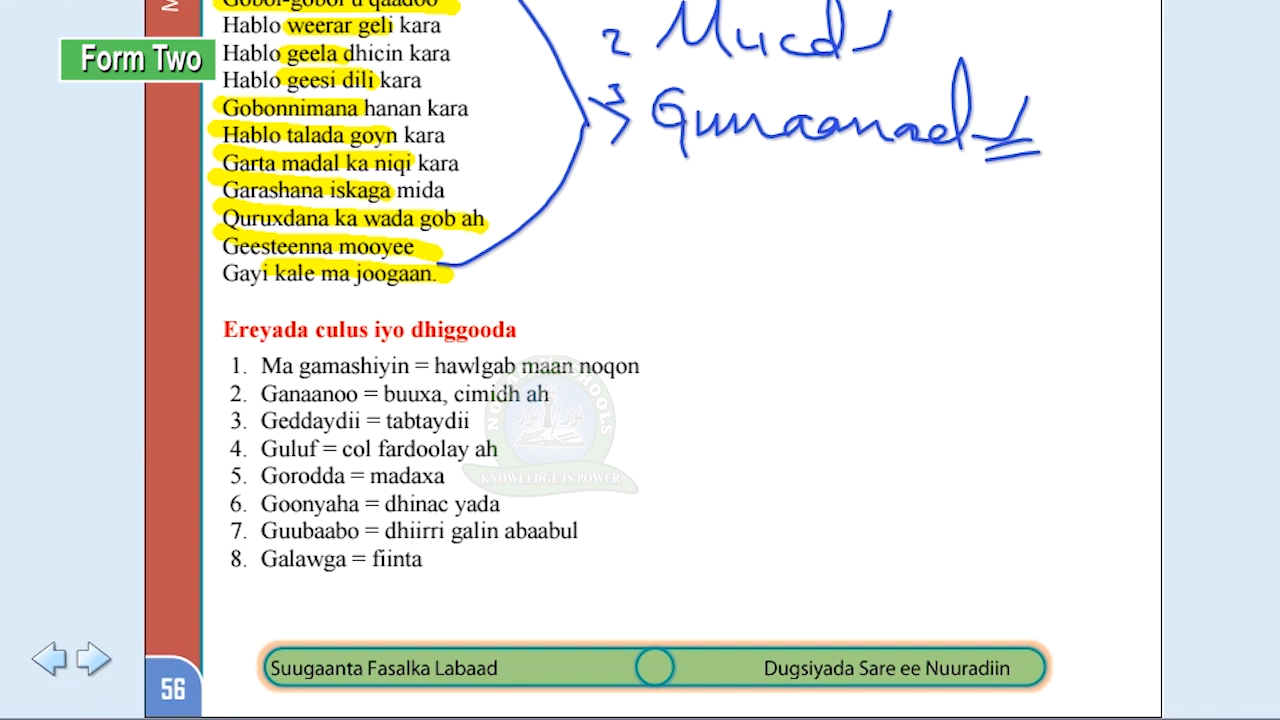 Gobol-gobol u qaadoo
Hablo weerar geli kara
Hablo geela dhicin kara
Hablo geesi dili kara
Gobonnimana hanan kara
Hablo talada goyn kara
Garta madal ka niqi kara
Garashana iskaga mida
Quruxdana ka wada gob ah
Geesteenna mooyee
Gayi kale ma joogaan.
Form Two
M
2 Mucd
3 Gunaanad
Ereyada culus iyo dhiggooda
1. Ma gamashiyin = hawlgab maan noqon
2. Ganaanoo = buuxa, cimidh ah
3. Geddaydii = tabtaydii
4. Guluf = col fardoolay ah
5. Gorodda = madaxa
6. Goonyaha = dhinac yada
7. Guubaabo = dhiirri galin abaabul
8. Galawga = fiinta
KNOWLEDGE IS POWER
Suugaanta Fasalka Labaad
Dugsiyada Sare ee Nuuradiin
56